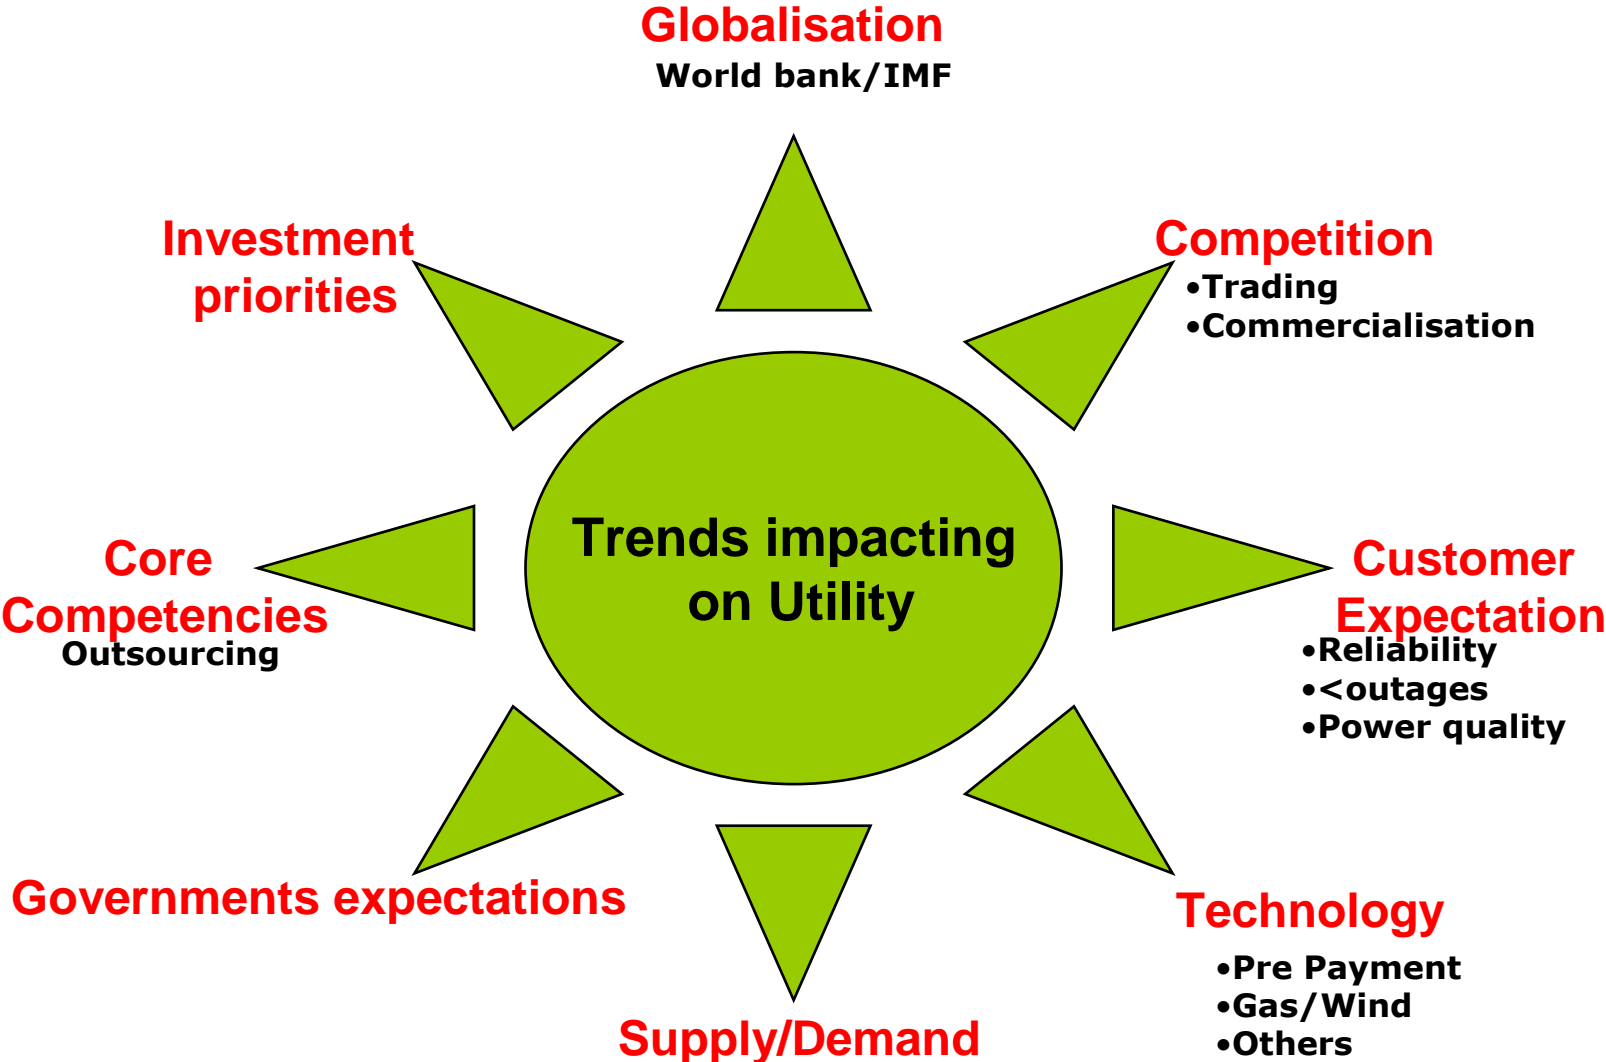 Globalisation
World bank/IMF
Investment
priorities
Competition
•Trading
•Commercialisation
Trends impacting
on Utility
Core
Competencies
Outsourcing
Customer
Expectation
•Reliability
•<outages
•Power quality
Governments expectations
Technology
•Pre Payment
•Gas/Wind
•Others
Supply/Demand